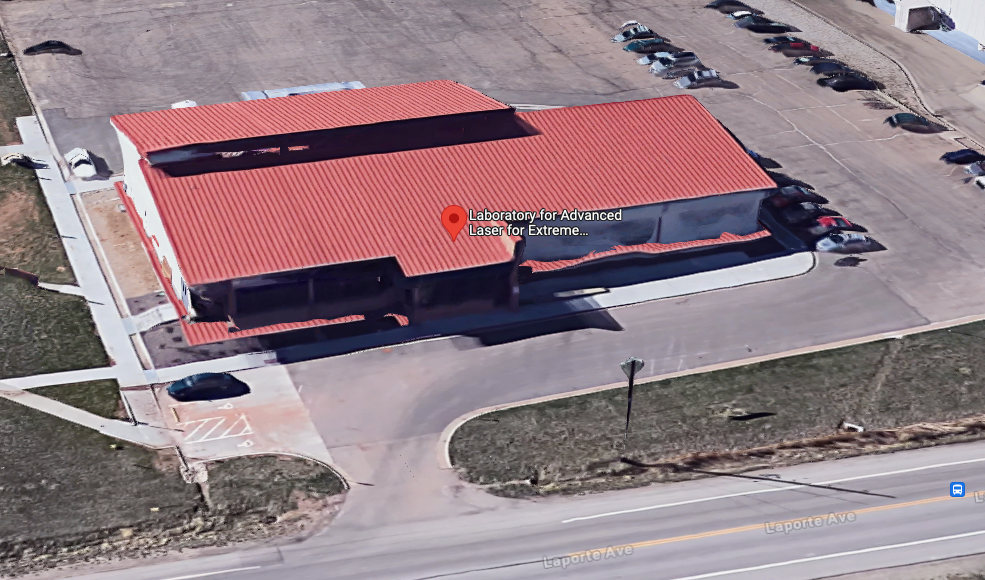 Laboratory for Advanced
Laser for Extreme...
Laporte Ave
Laporte Ave
L